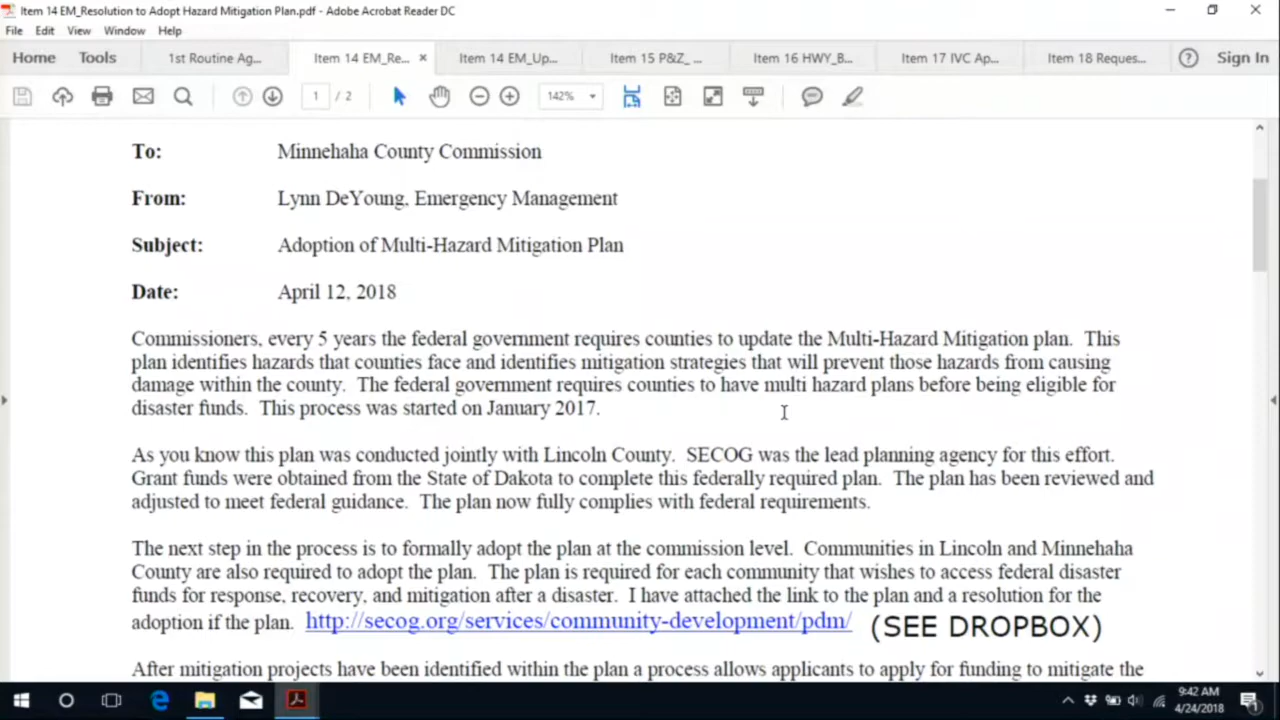 Item 14 EM_Resolution to Adopt Hazard Mitigation Plan.pdf - Adobe Acrobat Reader DC
File Edit View Window Help
Home Tools 1st Routine Ag... Item 14 EM_Re... × Item 14 EM_Up... Item 15 P&Z_ ... Item 16 HWY_B... Item 17 IVC Ap... Item 18 Reques... ? Sign In
1 / 2 142%
To: Minnehaha County Commission
From: Lynn DeYoung, Emergency Management
Subject: Adoption of Multi-Hazard Mitigation Plan
Date: April 12, 2018
Commissioners, every 5 years the federal government requires counties to update the Multi-Hazard Mitigation plan. This
plan identifies hazards that counties face and identifies mitigation strategies that will prevent those hazards from causing
damage within the county. The federal government requires counties to have multi hazard plans before being eligible for
disaster funds. This process was started on January 2017.
As you know this plan was conducted jointly with Lincoln County. SECOG was the lead planning agency for this effort.
Grant funds were obtained from the State of Dakota to complete this federally required plan. The plan has been reviewed and
adjusted to meet federal guidance. The plan now fully complies with federal requirements.
The next step in the process is to formally adopt the plan at the commission level. Communities in Lincoln and Minnehaha
County are also required to adopt the plan. The plan is required for each community that wishes to access federal disaster
funds for response, recovery, and mitigation after a disaster. I have attached the link to the plan and a resolution for the
adoption if the plan. http://secog.org/services/community-development/pdm/ (SEE DROPBOX)
After mitigation projects have been identified within the plan a process allows applicants to apply for funding to mitigate the
9:42 AM
4/24/2018
1